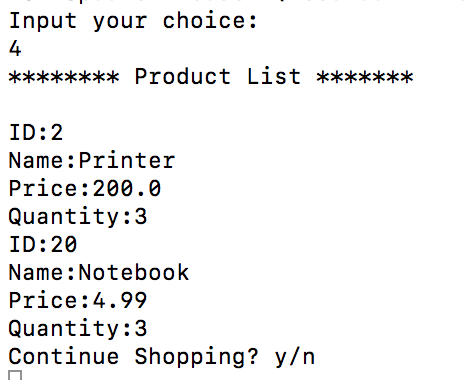 Input your choice:
4
******** Product List *******
ID:2
Name:Printer
Price:200.0
Quantity:3
ID:20
Name:Notebook
Price:4.99
Quantity:3
Continue Shopping? y/n